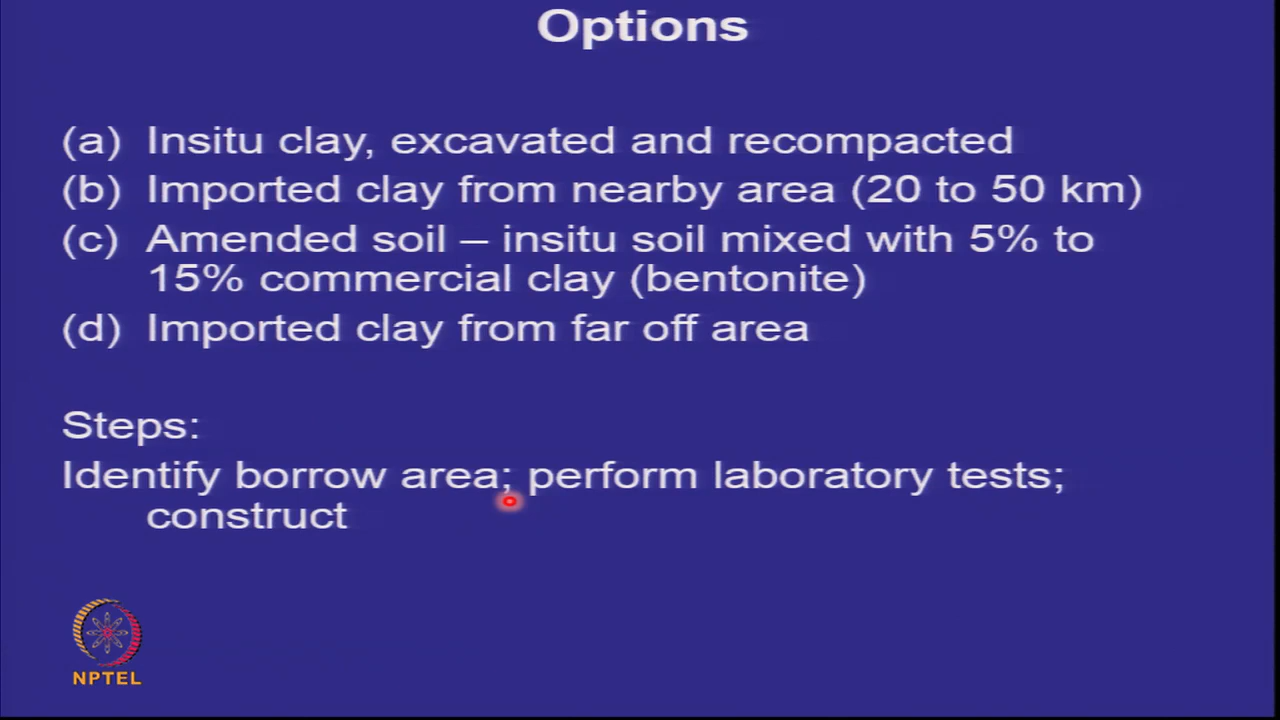 Options
(a) Insitu clay, excavated and recompacted
(b) Imported clay from nearby area (20 to 50 km)
(c) Amended soil – insitu soil mixed with 5% to
15% commercial clay (bentonite)
(d) Imported clay from far off area
Steps:
Identify borrow area; perform laboratory tests;
construct
NPTEL